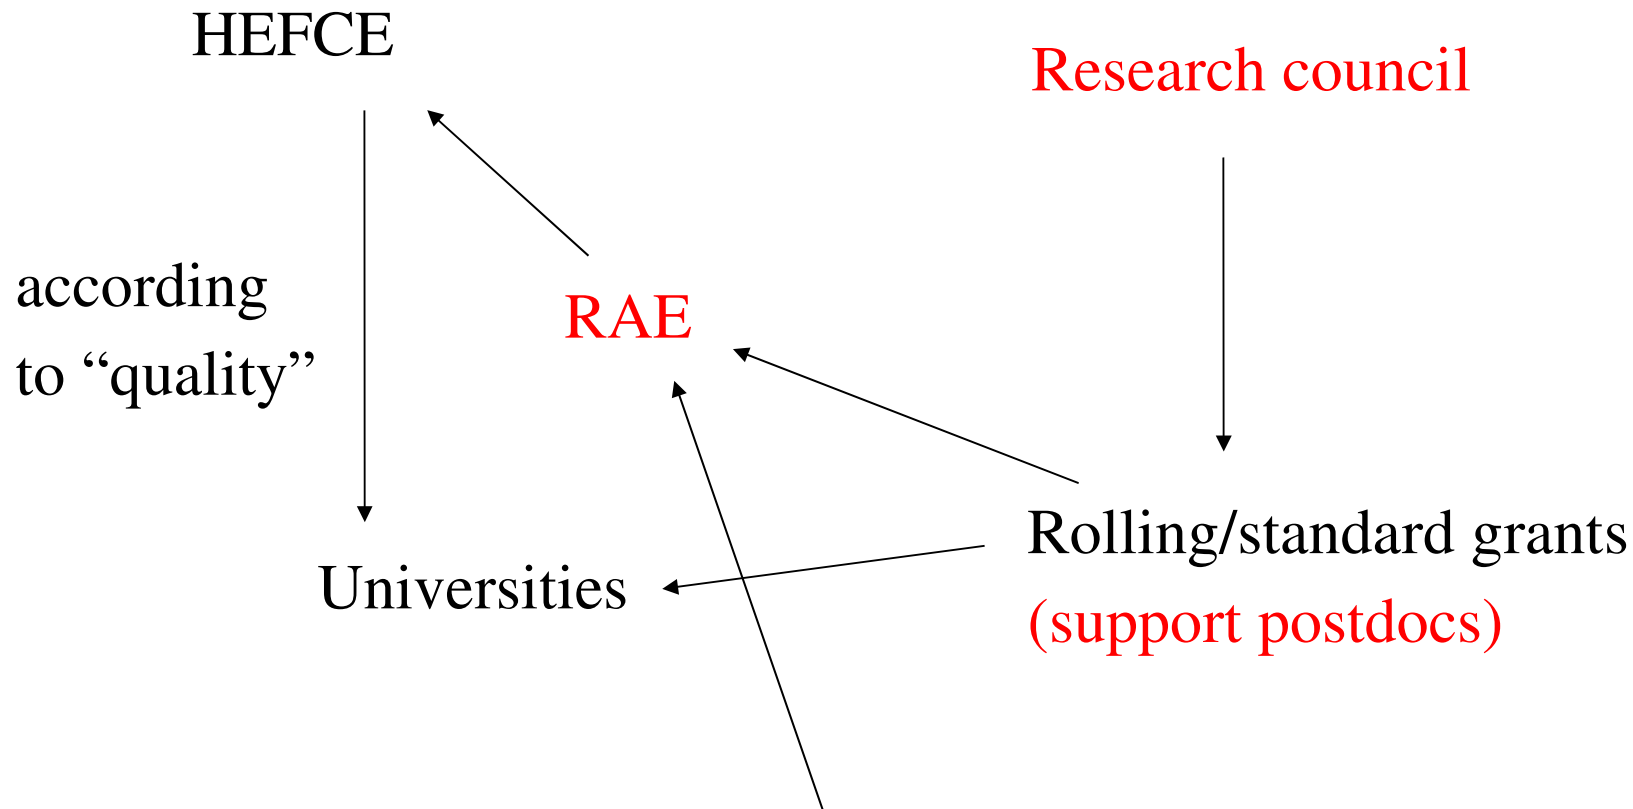 HEFCE
Research council
according
to “quality”
RAE
Rolling/standard grants
(support postdocs)
Universities